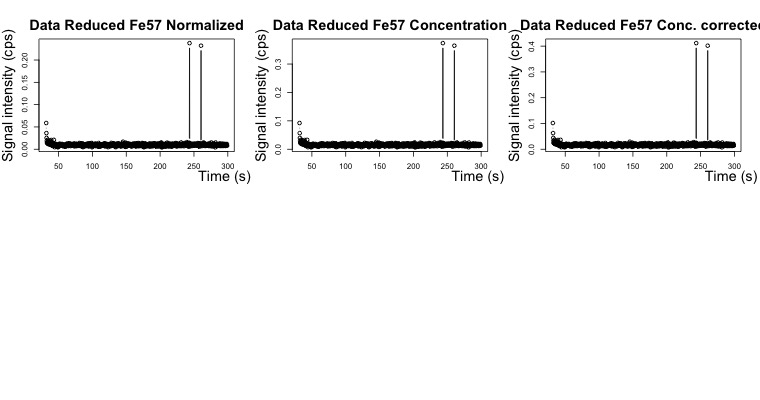 Data Reduced Fe57 Normalized
Signal intensity (cps)
0.00 0.05 0.10 0.15 0.20
50 100 150 200 250 300
Time (s)
Data Reduced Fe57 Concentration
Signal intensity (cps)
0.0 0.1 0.2 0.3
50 100 150 200 250 300
Time (s)
Data Reduced Fe57 Conc. corrected
Signal intensity (cps)
0.0 0.1 0.2 0.3 0.4
50 100 150 200 250 300
Time (s)